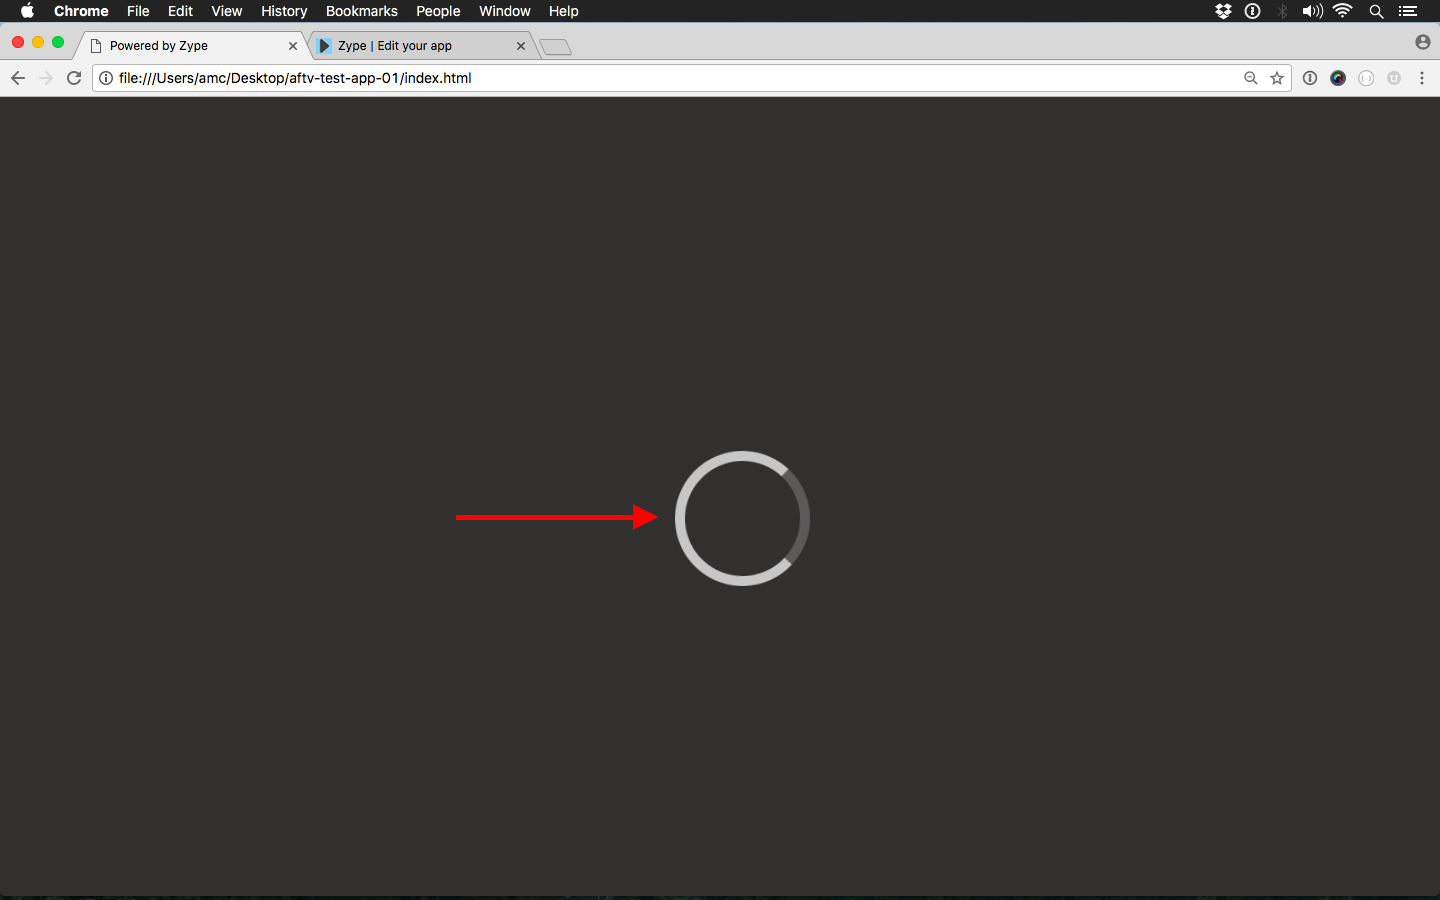 Chrome File Edit View History Bookmarks People Window Help
Powered by Zype
Zype | Edit your app
file:///Users/amc/Desktop/aftv-test-app-01/index.html